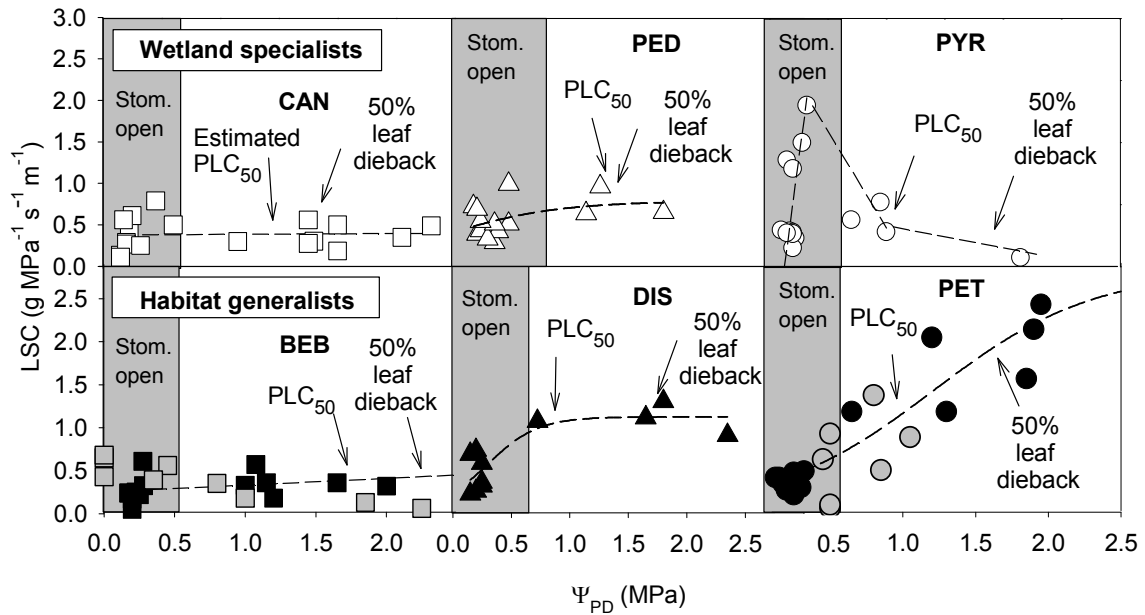 LSC (g MPa⁻¹ s⁻¹ m⁻¹)
3.0
2.5
2.0
1.5
1.0
0.5
0.0
Wetland specialists
Stom.
open
CAN
Estimated
PLC₅₀
50%
leaf
dieback
Stom.
open
PED
PLC₅₀
50%
leaf
dieback
Stom.
open
PYR
PLC₅₀
50%
leaf
dieback
2.5
2.0
1.5
1.0
0.5
0.0
Habitat generalists
Stom.
open
BEB
PLC₅₀
50%
leaf
dieback
Stom.
open
DIS
PLC₅₀
50%
leaf
dieback
Stom.
open
PET
PLC₅₀
50%
leaf
dieback
0.0 0.5 1.0 1.5 2.0 0.5 1.0 1.5 2.0 2.5 0.5 1.0 1.5 2.0 2.5
Ψ_PD (MPa)